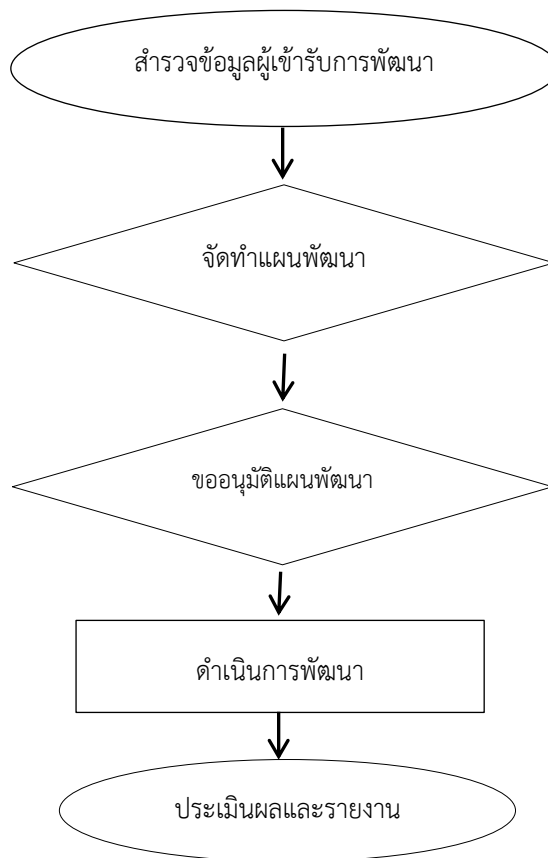 สำรวจข้อมูลผู้เข้ารับการพัฒนา
จัดทำแผนพัฒนา
ขออนุมัติแผนพัฒนา
ดำเนินการพัฒนา
ประเมินผลและรายงาน